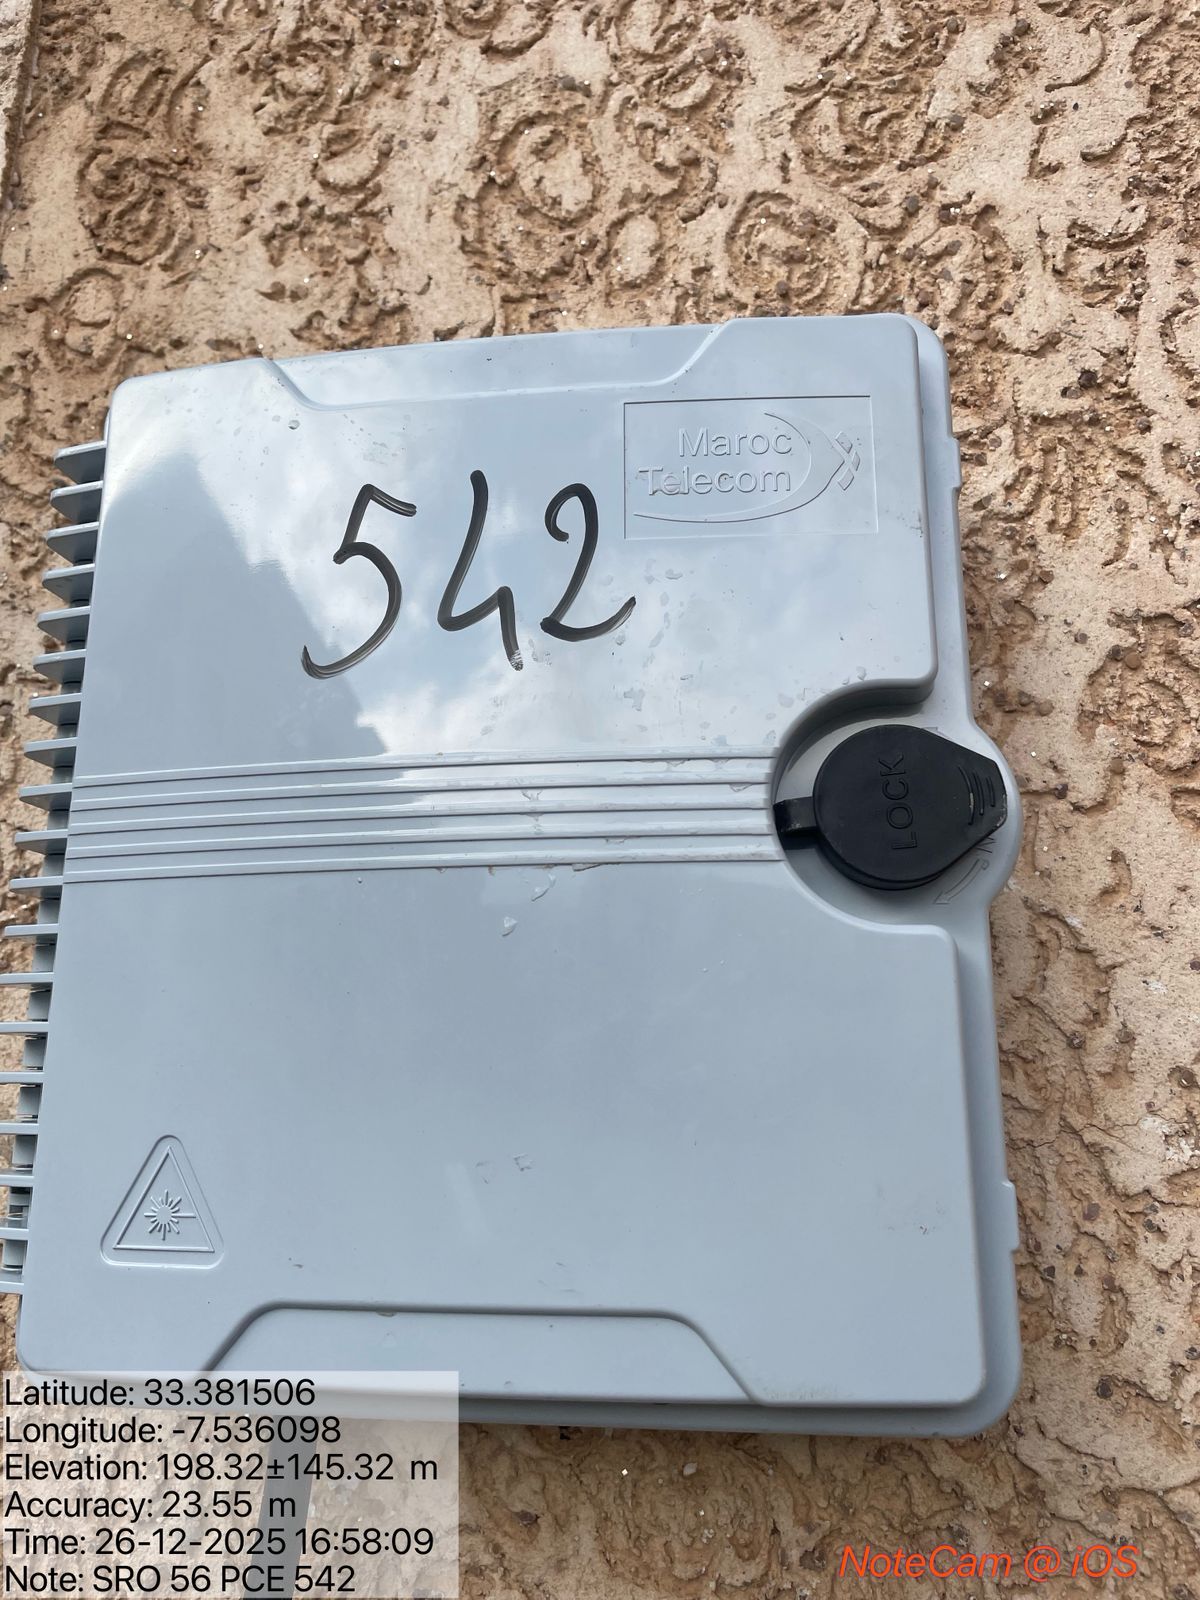 Maroc
Telecom
542
LOCK
Latitude: 33.381506
Longitude: -7.536098
Elevation: 198.32±145.32 m
Accuracy: 23.55 m
Time: 26-12-2025 16:58:09
Note: SRO 56 PCE 542
NoteCam @ iOS